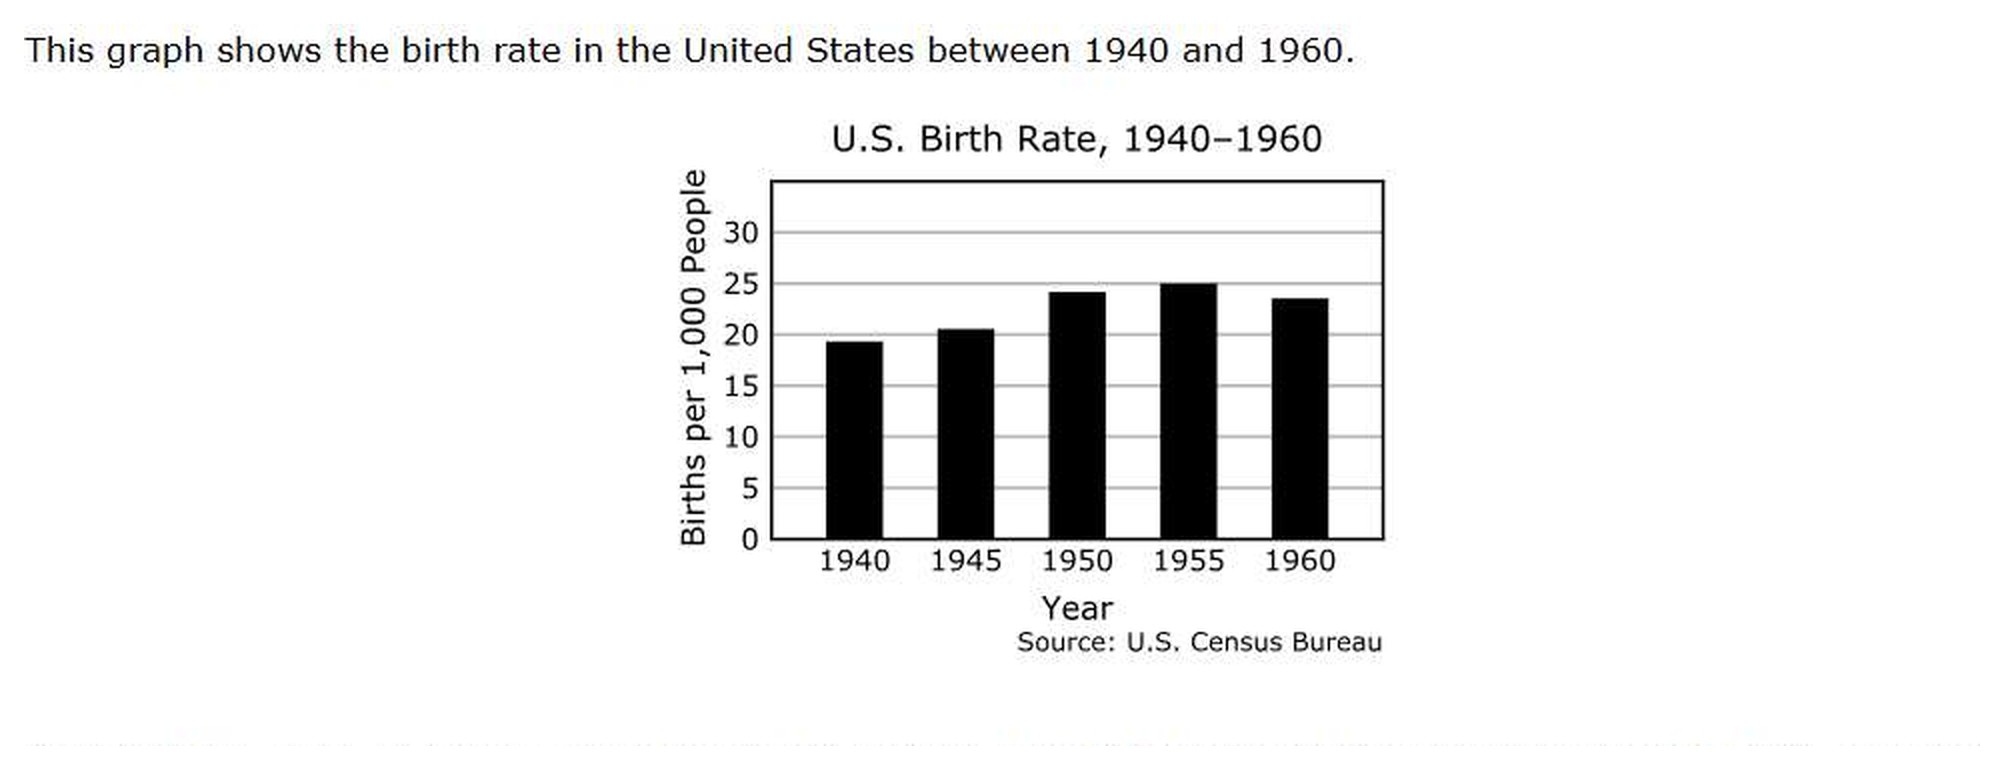 This graph shows the birth rate in the United States between 1940 and 1960.
U.S. Birth Rate, 1940–1960
Births per 1,000 People
30
25
20
15
10
5
0
1940 1945 1950 1955 1960
Year
Source: U.S. Census Bureau